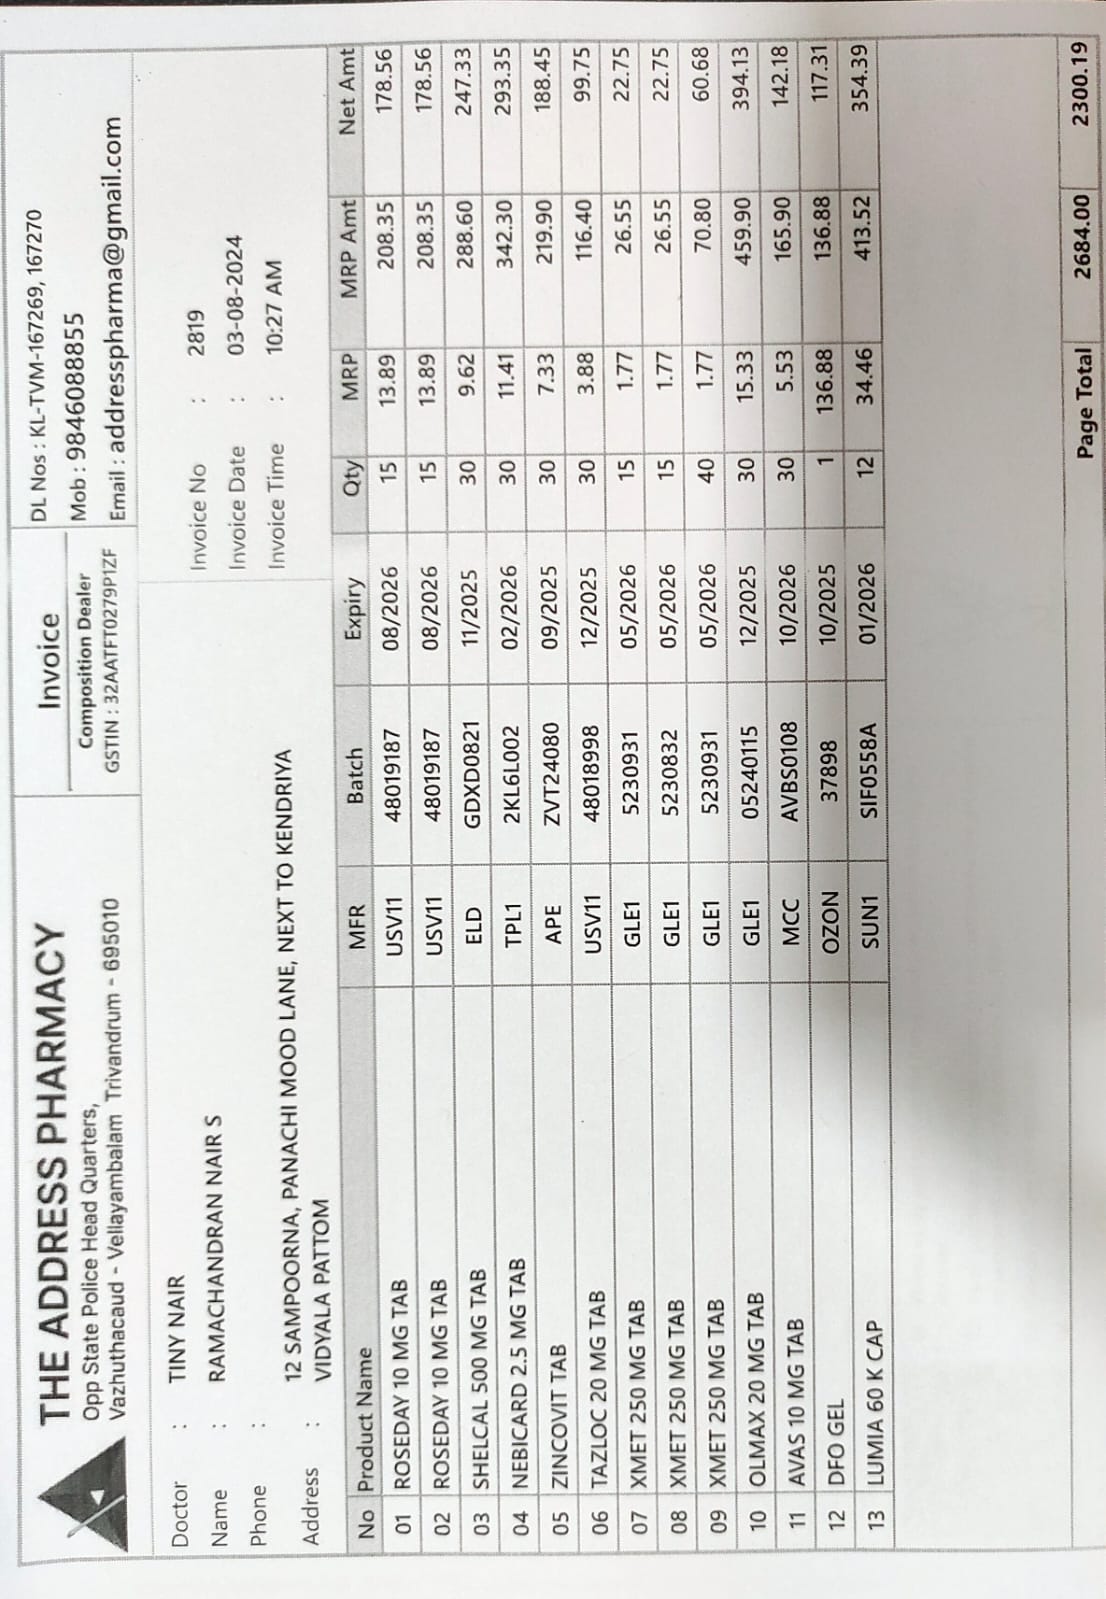 THE ADDRESS PHARMACY
Opp State Police Head Quarters,
Vazhuthacaud - Vellayambalam Trivandrum - 695010
Invoice
Composition Dealer
GSTIN : 32AATFT0279P1ZF
DL Nos : KL-TVM-167269, 167270
Mob : 9846088855
Email : addresspharma@gmail.com
Doctor : TINY NAIR
Name : RAMACHANDRAN NAIR S
Phone :
Address : 12 SAMPOORNA, PANACHI MOOD LANE, NEXT TO KENDRIYA
VIDYALA PATTOM
Invoice No : 2819
Invoice Date : 03-08-2024
Invoice Time : 10:27 AM
No Product Name MFR Batch Expiry Qty MRP MRP Amt Net Amt
01 ROSEDAY 10 MG TAB USV11 48019187 08/2026 15 13.89 208.35 178.56
02 ROSEDAY 10 MG TAB USV11 48019187 08/2026 15 13.89 208.35 178.56
03 SHELCAL 500 MG TAB ELD GDXD0821 11/2025 30 9.62 288.60 247.33
04 NEBICARD 2.5 MG TAB TPL1 2KL6L002 02/2026 30 11.41 342.30 293.35
05 ZINCOVIT TAB APE ZVT24080 09/2025 30 7.33 219.90 188.45
06 TAZLOC 20 MG TAB USV11 48018998 12/2025 30 3.88 116.40 99.75
07 XMET 250 MG TAB GLE1 5230931 05/2026 15 1.77 26.55 22.75
08 XMET 250 MG TAB GLE1 5230832 05/2026 15 1.77 26.55 22.75
09 XMET 250 MG TAB GLE1 5230931 05/2026 40 1.77 70.80 60.68
10 OLMAX 20 MG TAB GLE1 05240115 12/2025 30 15.33 459.90 394.13
11 AVAS 10 MG TAB MCC AVBS0108 10/2026 30 5.53 165.90 142.18
12 DFO GEL OZON 37898 10/2025 1 136.88 136.88 117.31
13 LUMIA 60 K CAP SUN1 SIF0558A 01/2026 12 34.46 413.52 354.39
Page Total 2684.00 2300.19